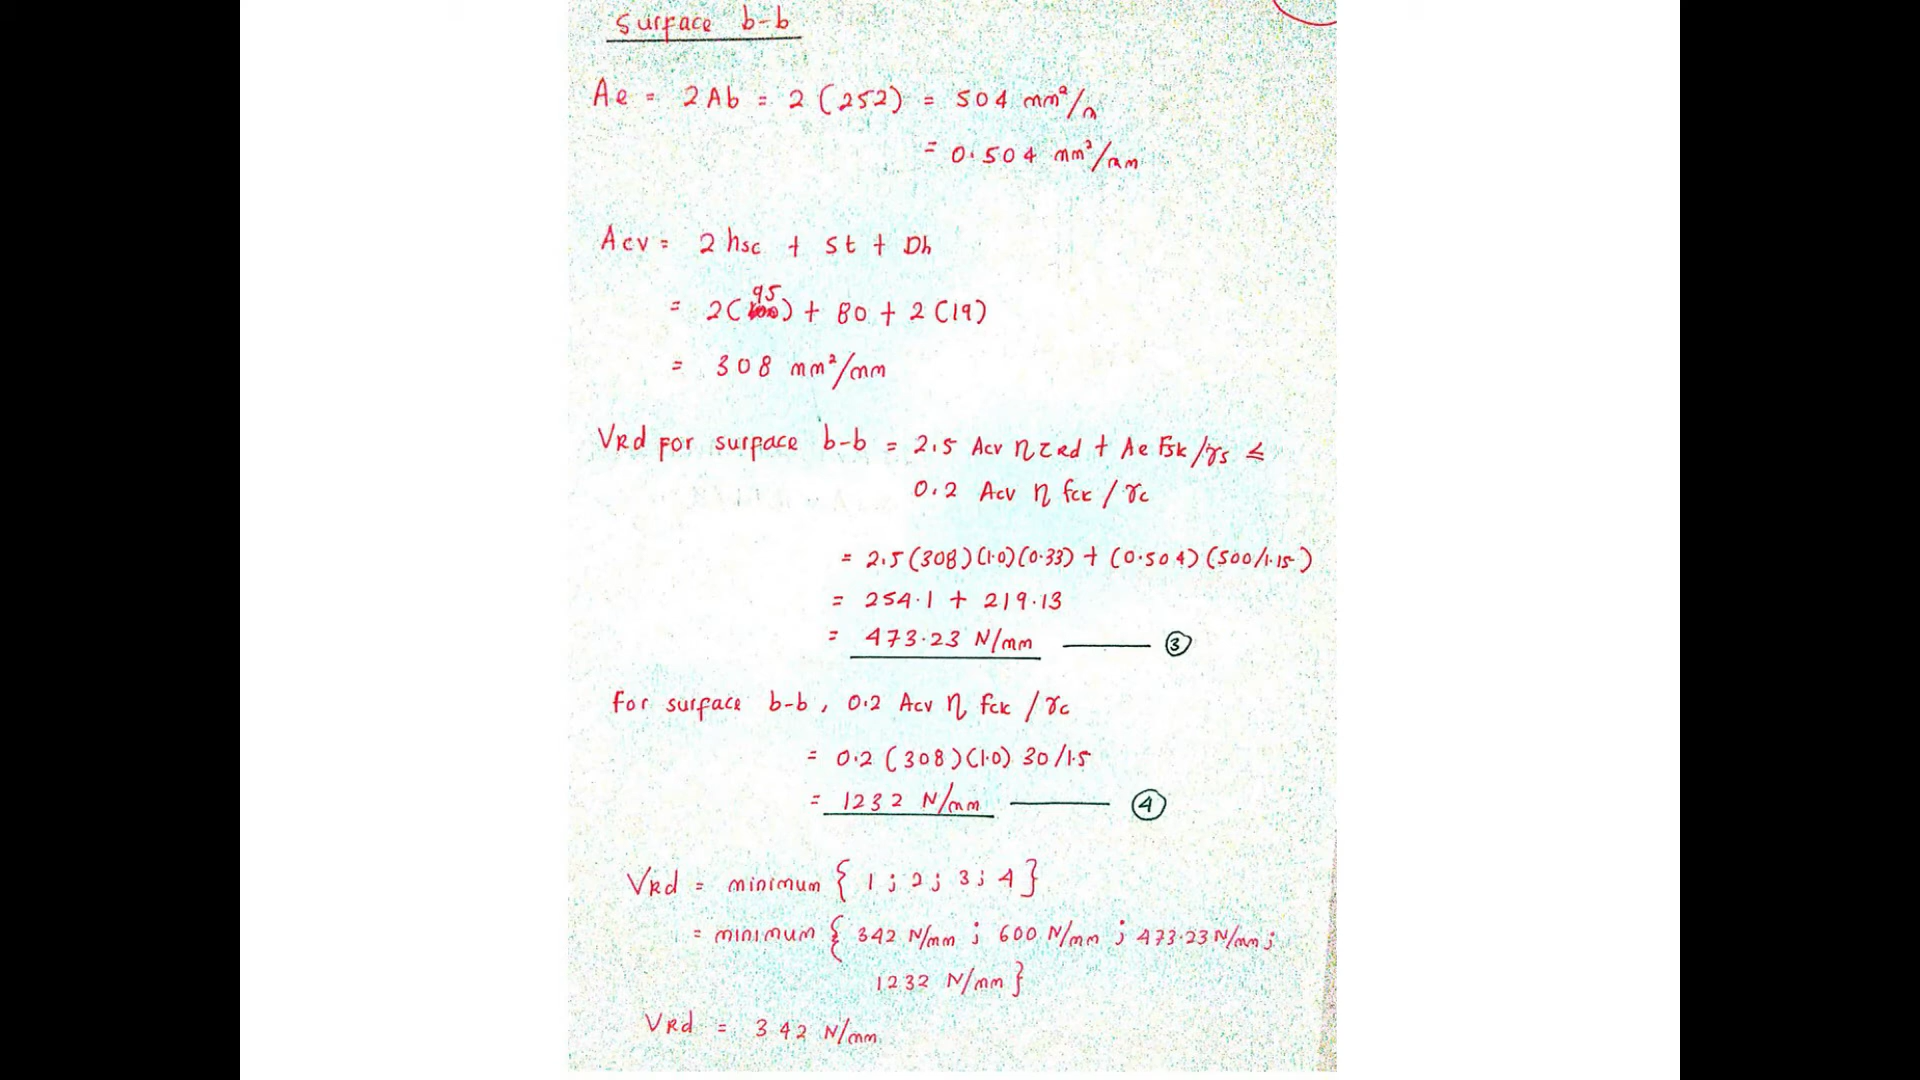 Surface b-b
Ae = 2Ab = 2 (252) = 504 mm²/m
= 0.504 mm²/mm
Acv = 2 hsc + St + Dh
= 2(95) + 80 + 2(19)
= 308 mm²/mm
VRd for surface b-b = 2.5 Acv η τRd + Ae Fsk/γs ≤
0.2 Acv η fck / γc
= 2.5(308)(1.0)(0.33) + (0.504)(500/1.15)
= 254.1 + 219.13
= 473.23 N/mm ③
for surface b-b, 0.2 Acv η fck / γc
= 0.2 (308)(1.0) 30/1.5
= 1232 N/mm ④
VRd = minimum { 1 ; 2 ; 3 ; 4 }
= minimum { 342 N/mm ; 600 N/mm ; 473.23 N/mm ;
1232 N/mm }
VRd = 342 N/mm